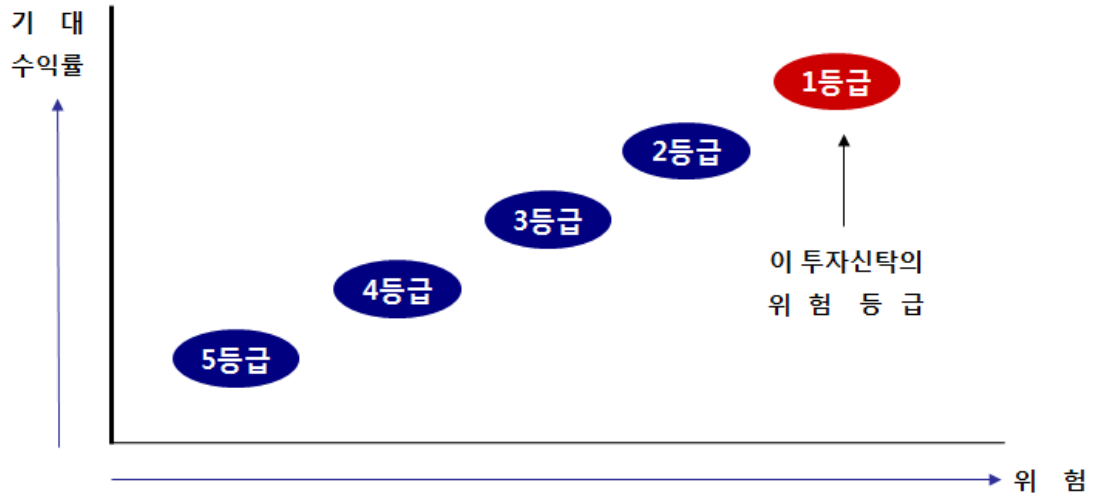 기 대
수익률
1등급
2등급
3등급
4등급
5등급
이 투자신탁의
위 험 등 급
위 험